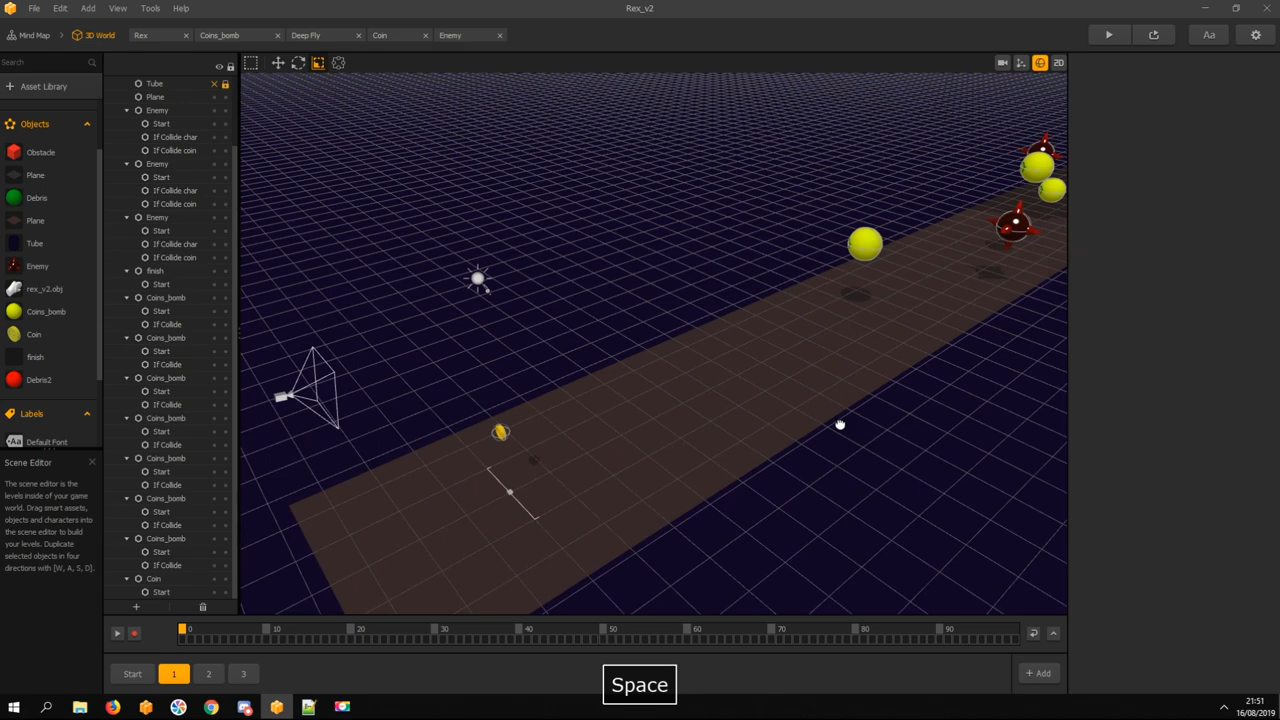 File Edit Add View Tools Help Rex_v2
Mind Map 3D World Rex Coins_bomb Deep Fly Coin Enemy Aa
Search
2D
+ Asset Library
Objects
Obstacle
Plane
Debris
Plane
Tube
Enemy
rex_v2.obj
Coins_bomb
Coin
finish
Debris2
Labels
Aa Default Font
Scene Editor
The scene editor is the
levels inside of your game
world. Drag smart assets,
objects and characters into
the scene editor to build
your levels. Duplicate
selected objects in four
directions with [W, A, S, D].
Tube
Plane
Enemy
Start
If Collide char
If Collide coin
Enemy
Start
If Collide char
If Collide coin
Enemy
Start
If Collide char
If Collide coin
finish
Start
Coins_bomb
Start
If Collide
Coins_bomb
Start
If Collide
Coins_bomb
Start
If Collide
Coins_bomb
Start
If Collide
Coins_bomb
Start
If Collide
Coins_bomb
Start
If Collide
Coins_bomb
Start
If Collide
Coin
Start
0 10 20 30 40 50 60 70 80 90
Start 1 2 3 + Add
Space
21:51
16/08/2019